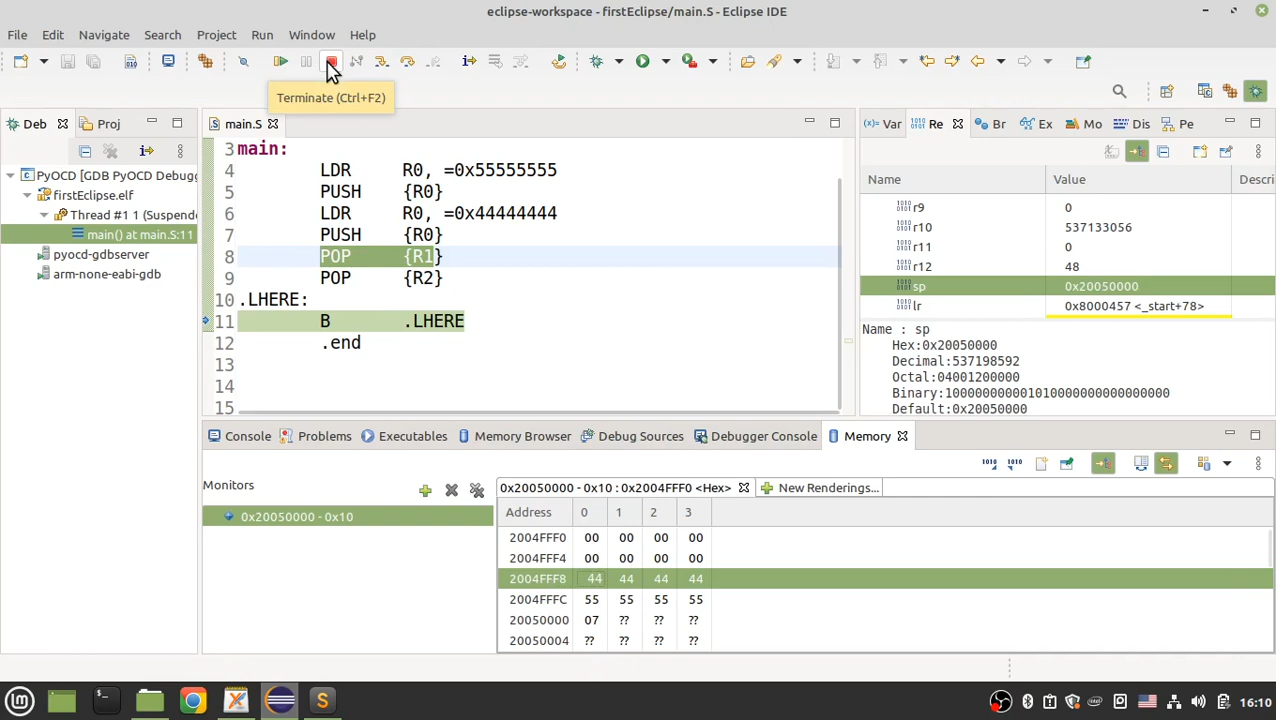 eclipse-workspace - firstEclipse/main.S - Eclipse IDE
File Edit Navigate Search Project Run Window Help
Terminate (Ctrl+F2)
Deb Proj main.S Var Re Br Ex Mo Dis Pe
PyOCD [GDB PyOCD Debugg
firstEclipse.elf
Thread #1 1 (Suspende
main() at main.S:11
pyocd-gdbserver
arm-none-eabi-gdb
3 main:
4 LDR R0, =0x55555555
5 PUSH {R0}
6 LDR R0, =0x44444444
7 PUSH {R0}
8 POP {R1}
9 POP {R2}
10 .LHERE:
11 B .LHERE
12 .end
13
14
15
Name Value Descri
r9 0
r10 537133056
r11 0
r12 48
sp 0x20050000
lr 0x8000457 <_start+78>
Name : sp
Hex:0x20050000
Decimal:537198592
Octal:04001200000
Binary:100000000001010000000000000000
Default:0x20050000
Console Problems Executables Memory Browser Debug Sources Debugger Console Memory
Monitors
0x20050000 - 0x10
0x20050000 - 0x10 : 0x2004FFF0 <Hex> New Renderings...
Address 0 1 2 3
2004FFF0 00 00 00 00
2004FFF4 00 00 00 00
2004FFF8 44 44 44 44
2004FFFC 55 55 55 55
20050000 07 ?? ?? ??
20050004 ?? ?? ?? ??
16:10